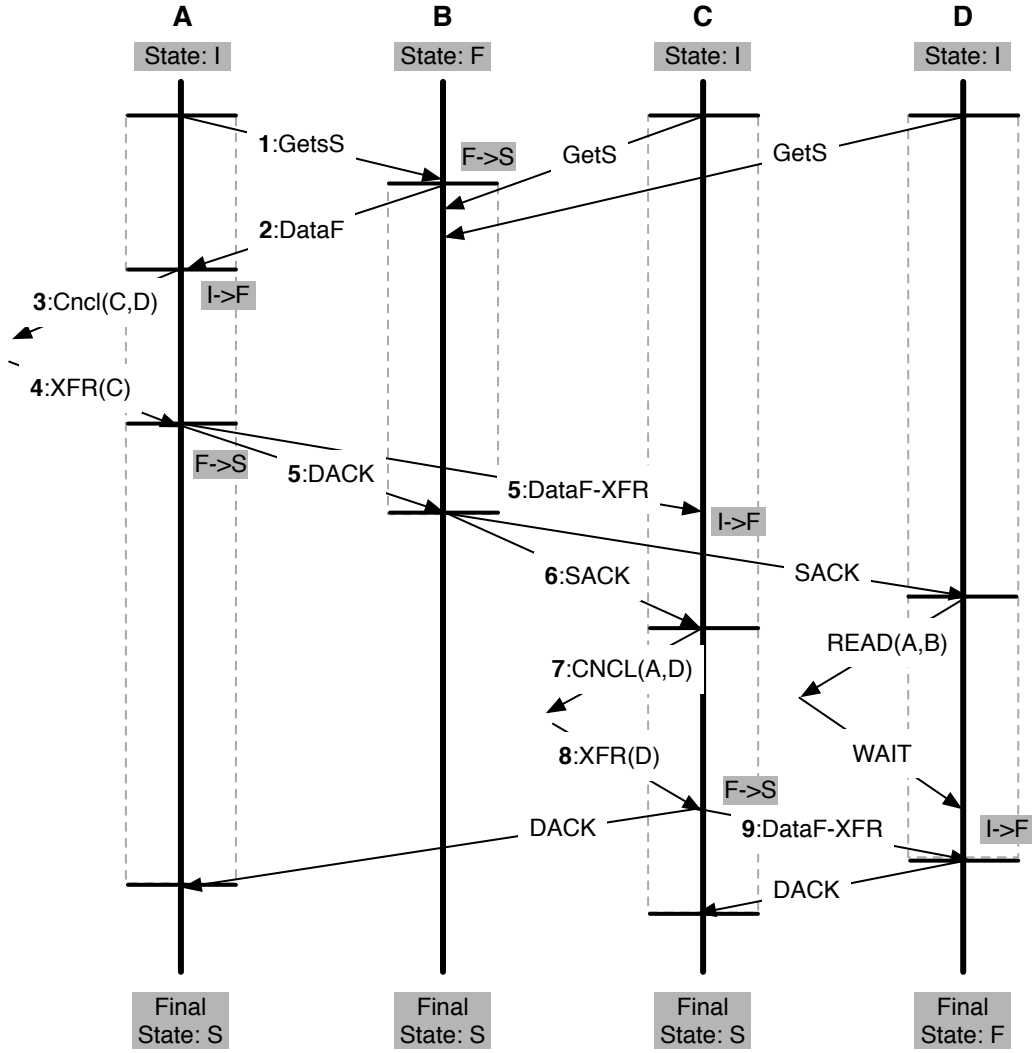 A B C D
State: I State: F State: I State: I
1:GetsS
F->S
GetS
GetS
2:DataF
I->F
3:Cncl(C,D)
4:XFR(C)
F->S
5:DACK
5:DataF-XFR
I->F
6:SACK
SACK
READ(A,B)
7:CNCL(A,D)
8:XFR(D)
WAIT
F->S
DACK
9:DataF-XFR
I->F
DACK
Final Final Final Final
State: S State: S State: S State: F